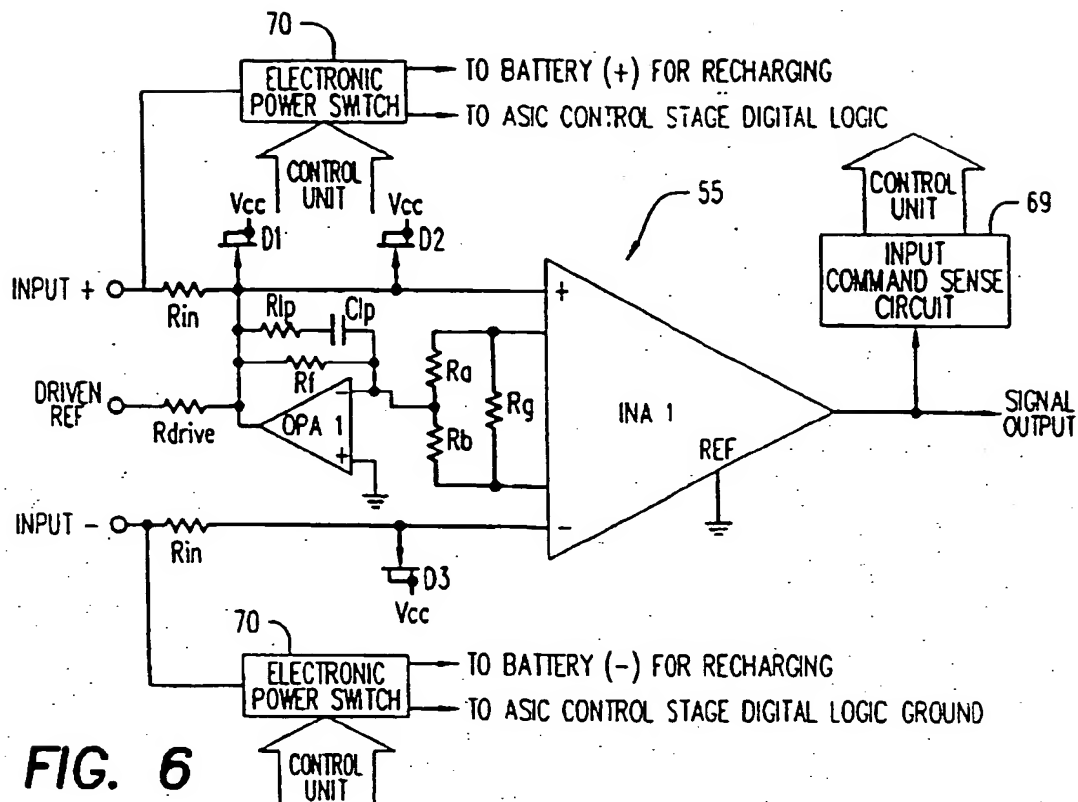 70
ELECTRONIC
POWER SWITCH
TO BATTERY (+) FOR RECHARGING
TO ASIC CONTROL STAGE DIGITAL LOGIC
CONTROL
UNIT
Vcc
D1
Vcc
D2
55
CONTROL
UNIT
69
INPUT
COMMAND SENSE
CIRCUIT
INPUT +
Rin
Rlp
Clp
Rf
DRIVEN
REF
Rdrive
OPA 1
-
+
Ra
Rb
Rg
+
-
INA 1
REF
SIGNAL
OUTPUT
INPUT -
Rin
D3
Vcc
70
ELECTRONIC
POWER SWITCH
TO BATTERY (-) FOR RECHARGING
TO ASIC CONTROL STAGE DIGITAL LOGIC GROUND
CONTROL
UNIT
FIG. 6